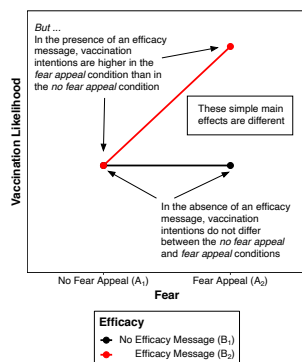 But ...
In the presence of an efficacy
message, vaccination
intentions are higher in the
fear appeal condition than in
the no fear appeal condition
These simple main
effects are different
In the absence of an efficacy
message, vaccination
intentions do not differ
between the no fear appeal
and fear appeal conditions
Vaccination Likelihood
No Fear Appeal (A₁)
Fear Appeal (A₂)
Fear
Efficacy
No Efficacy Message (B₁)
Efficacy Message (B₂)